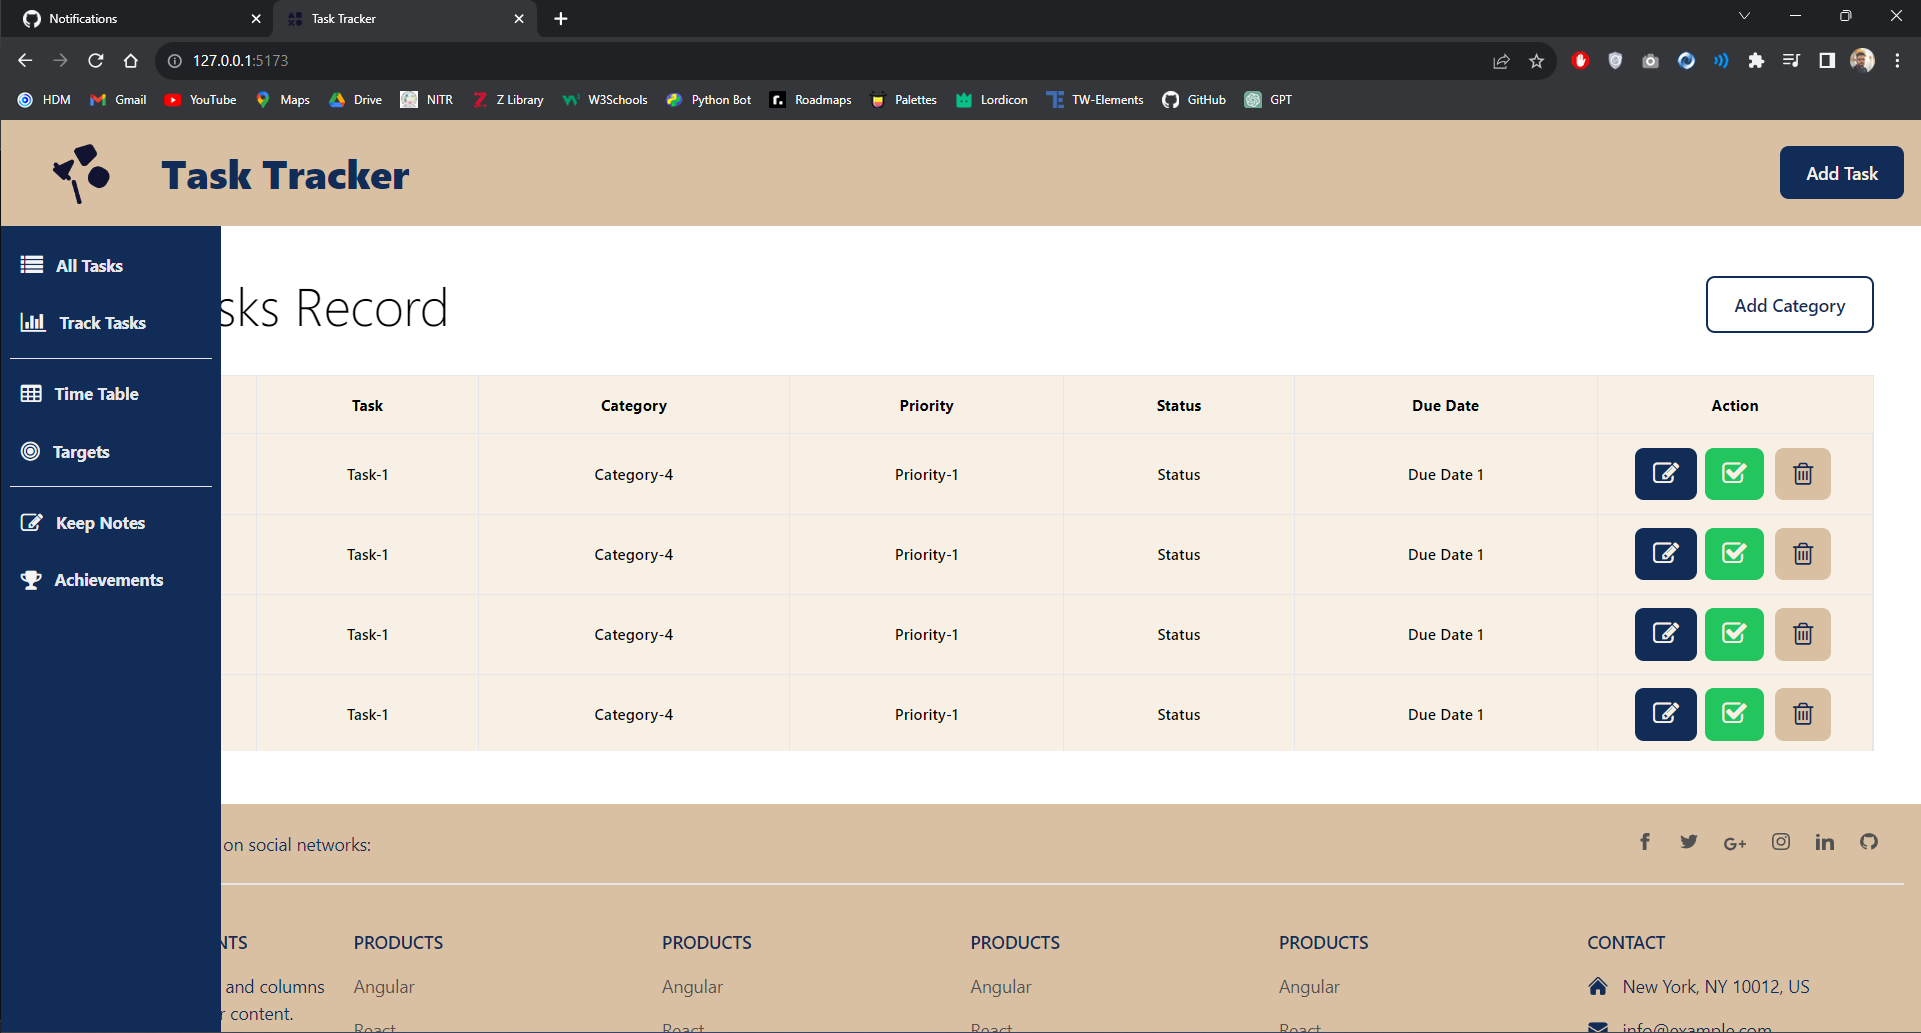 Notifications
Task Tracker
127.0.0.1:5173
HDM Gmail YouTube Maps Drive NITR Z Library W3Schools Python Bot Roadmaps Palettes Lordicon TW-Elements GitHub GPT
Task Tracker
Add Task
All Tasks
Track Tasks
Time Table
Targets
Keep Notes
Achievements
sks Record
Add Category
Task Category Priority Status Due Date Action
Task-1 Category-4 Priority-1 Status Due Date 1
Task-1 Category-4 Priority-1 Status Due Date 1
Task-1 Category-4 Priority-1 Status Due Date 1
Task-1 Category-4 Priority-1 Status Due Date 1
on social networks:
NTS PRODUCTS PRODUCTS PRODUCTS PRODUCTS CONTACT
and columns Angular Angular Angular Angular New York, NY 10012, US
r content.
React React React React info@example.com